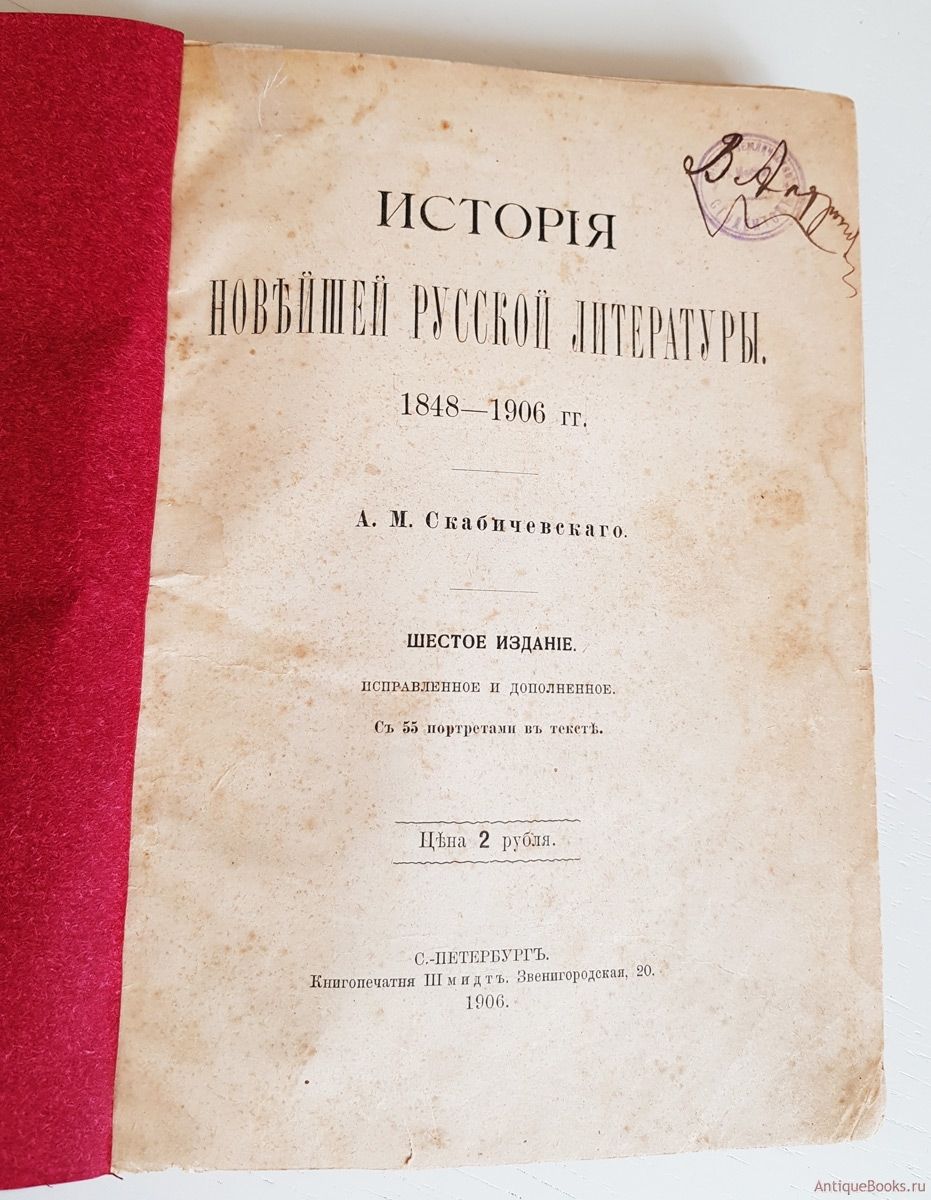 ИСТОРІЯ
НОВѢЙШЕЙ РУССКОЙ ЛИТЕРАТУРЫ.
1848—1906 гг.
А. М. Скабичевскаго.
ШЕСТОЕ ИЗДАНІЕ.
ИСПРАВЛЕННОЕ И ДОПОЛНЕННОЕ.
Съ 55 портретами въ текстѣ.
Цѣна 2 рубля.
С.-ПЕТЕРБУРГЪ.
Книгопечатня Шмидтъ. Звенигородская, 20.
1906.
AntiqueBooks.ru